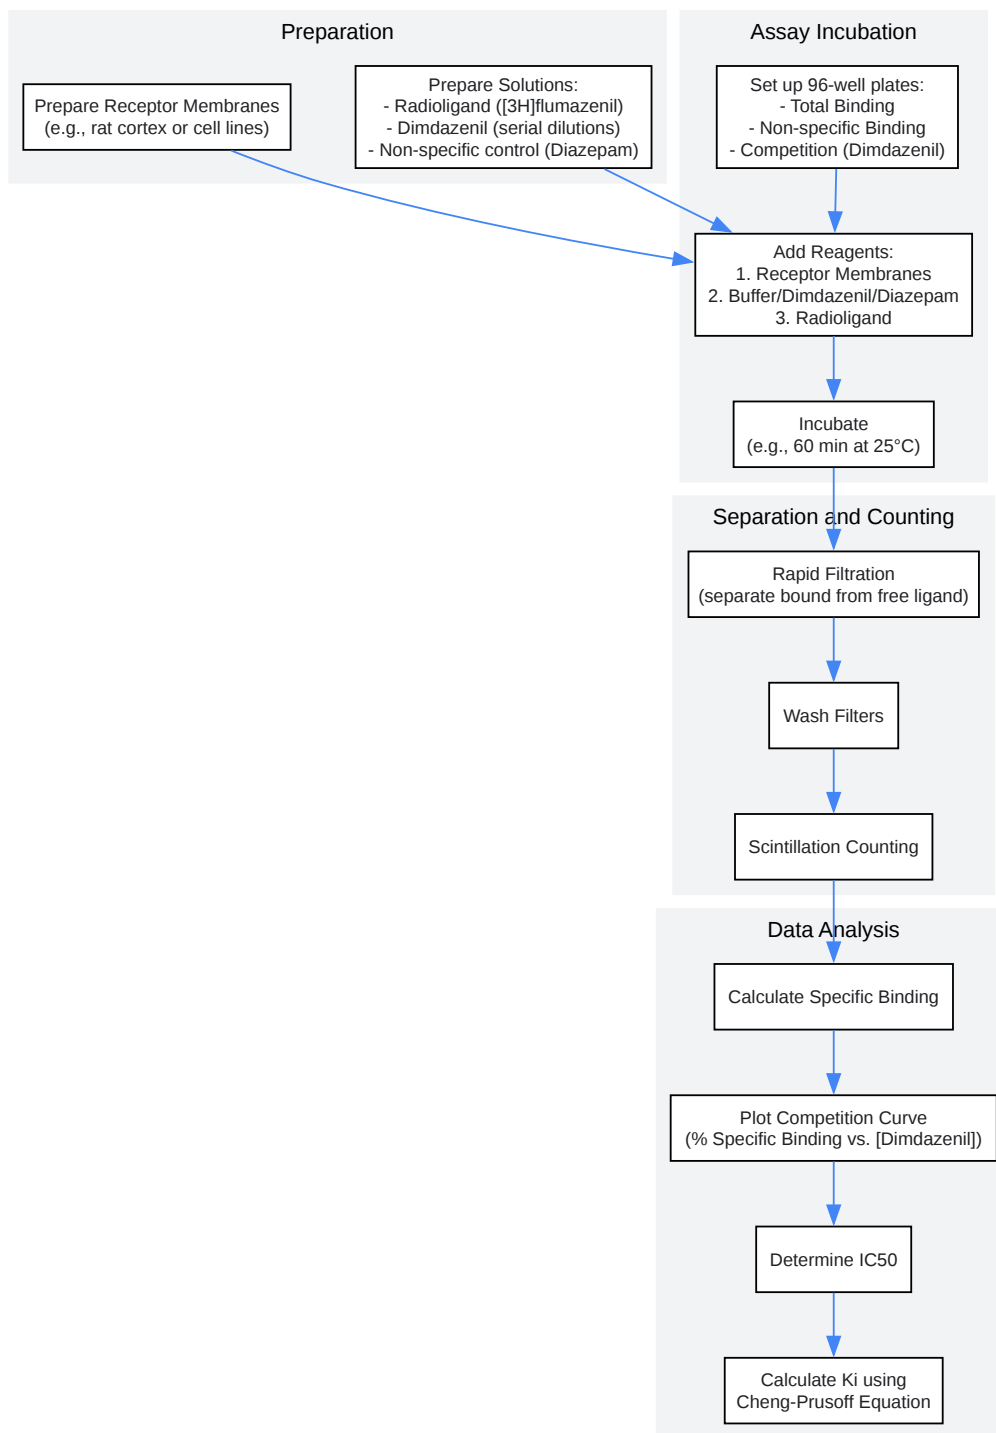 Preparation
Prepare Receptor Membranes
(e.g., rat cortex or cell lines)
Prepare Solutions:
- Radioligand ([3H]flumazenil)
- Dimdazenil (serial dilutions)
- Non-specific control (Diazepam)
Assay Incubation
Set up 96-well plates:
- Total Binding
- Non-specific Binding
- Competition (Dimdazenil)
Add Reagents:
1. Receptor Membranes
2. Buffer/Dimdazenil/Diazepam
3. Radioligand
Incubate
(e.g., 60 min at 25°C)
Separation and Counting
Rapid Filtration
(separate bound from free ligand)
Wash Filters
Scintillation Counting
Data Analysis
Calculate Specific Binding
Plot Competition Curve
(% Specific Binding vs. [Dimdazenil])
Determine IC50
Calculate Ki using
Cheng-Prusoff Equation